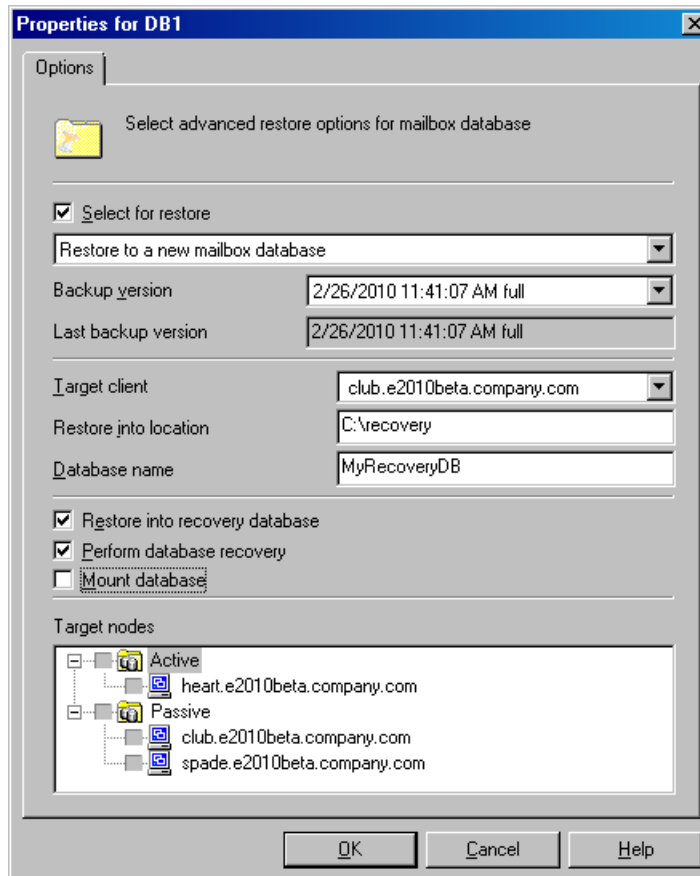 Properties for DB1
Options
Select advanced restore options for mailbox database
Select for restore
Restore to a new mailbox database
Backup version 2/26/2010 11:41:07 AM full
Last backup version 2/26/2010 11:41:07 AM full
Target client club.e2010beta.company.com
Restore into location C:\recovery
Database name MyRecoveryDB
Restore into recovery database
Perform database recovery
Mount database
Target nodes
Active
heart.e2010beta.company.com
Passive
club.e2010beta.company.com
spade.e2010beta.company.com
OK Cancel Help